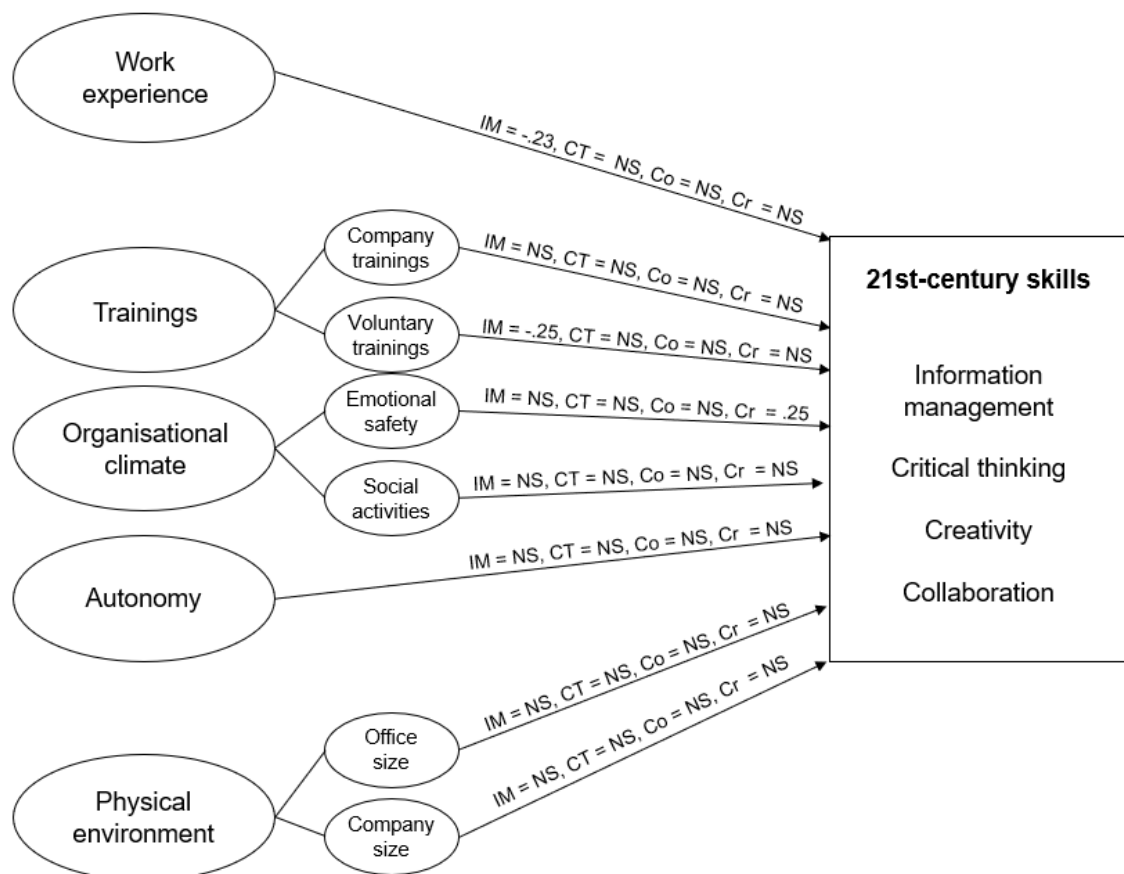 Work
experience
IM = -.23, CT =  NS, Co = NS, Cr  = NS
Trainings
Company
trainings
IM = NS, CT = NS, Co = NS, Cr  = NS
Voluntary
trainings
IM = -.25, CT = NS, Co = NS, Cr  = NS
Organisational
climate
Emotional
safety
IM = NS, CT = NS, Co = NS, Cr  = .25
Social
activities
IM = NS, CT = NS, Co = NS, Cr  = NS
Autonomy
IM = NS, CT = NS, Co = NS, Cr  = NS
Physical
environment
Office
size
IM = NS, CT = NS, Co = NS, Cr  = NS
Company
size
IM = NS, CT = NS, Co = NS, Cr  = NS
21st-century skills
Information
management
Critical thinking
Creativity
Collaboration